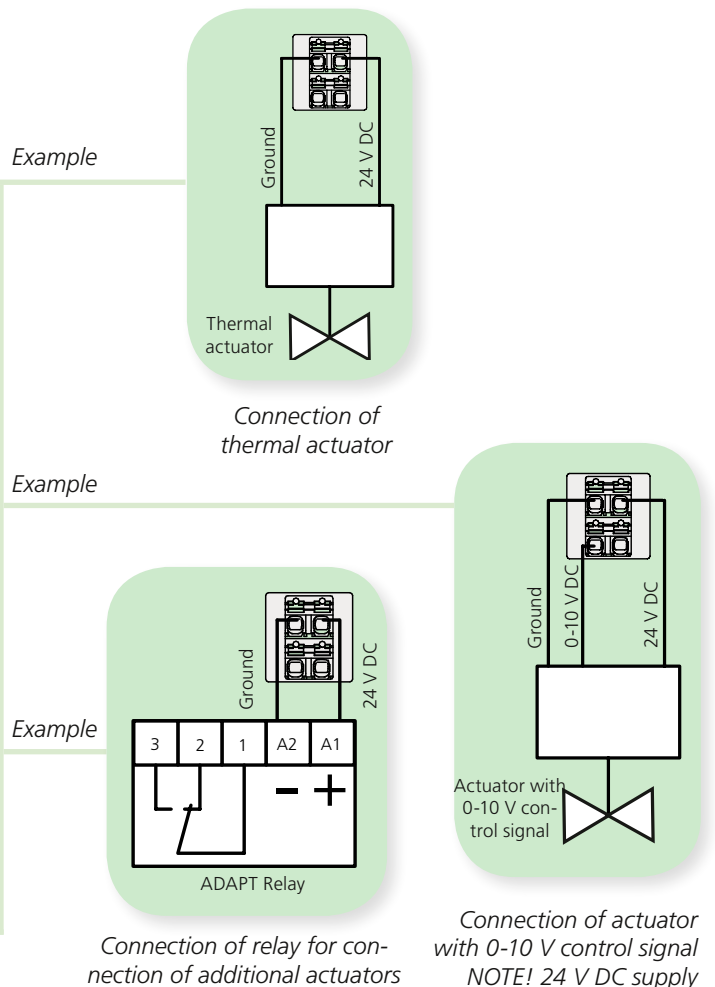 Example
Ground
24 V DC
Thermal
actuator
Connection of
thermal actuator
Example
Ground
0-10 V DC
24 V DC
Actuator with
0-10 V con-
trol signal
Connection of actuator
with 0-10 V control signal
NOTE! 24 V DC supply
Example
Ground
24 V DC
3 2 1 A2 A1
– +
ADAPT Relay
Connection of relay for con-
nection of additional actuators